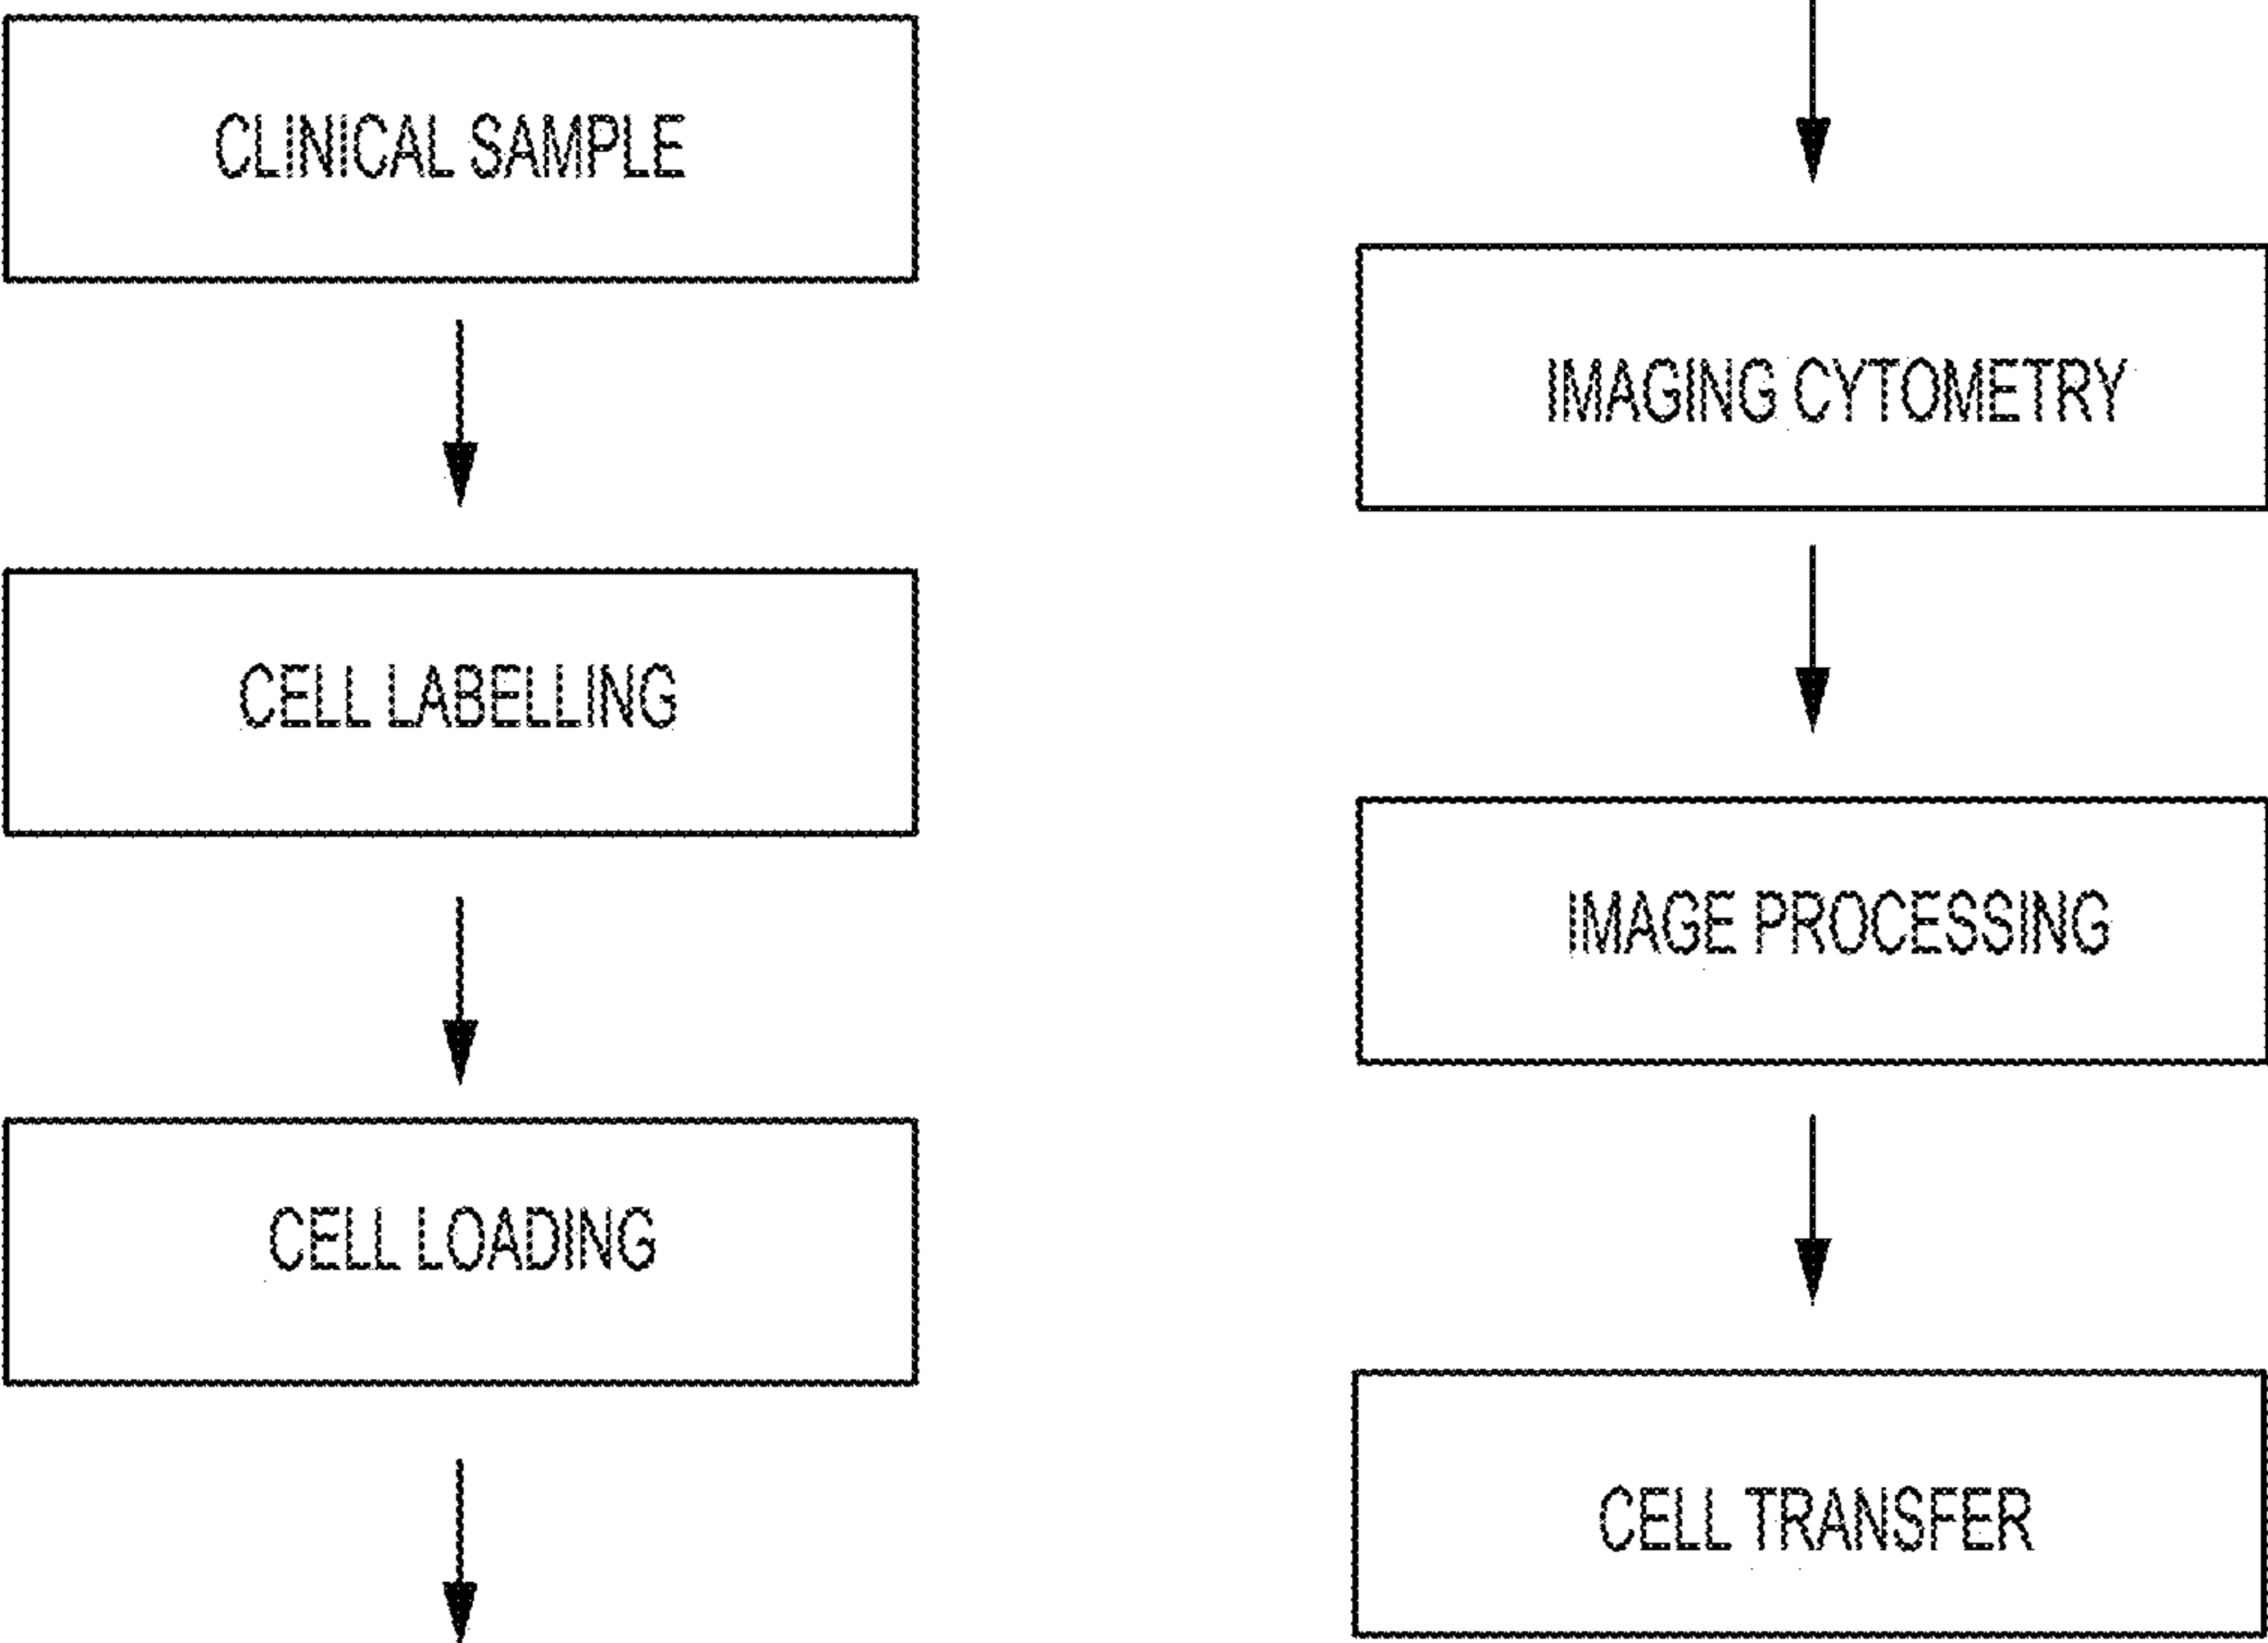 CLINICAL SAMPLE
CELL LABELLING
CELL LOADING
IMAGING CYTOMETRY
IMAGE PROCESSING
CELL TRANSFER